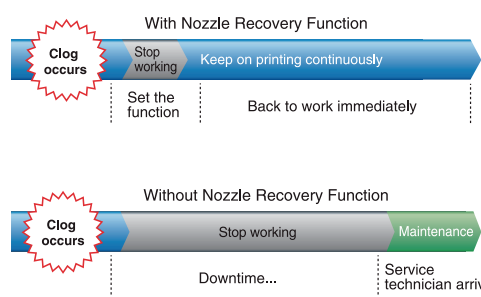 With Nozzle Recovery Function
Clog
occurs
Stop
working
Keep on printing continuously
Set the
function
Back to work immediately
Without Nozzle Recovery Function
Clog
occurs
Stop working
Maintenance
Downtime...
Service
technician